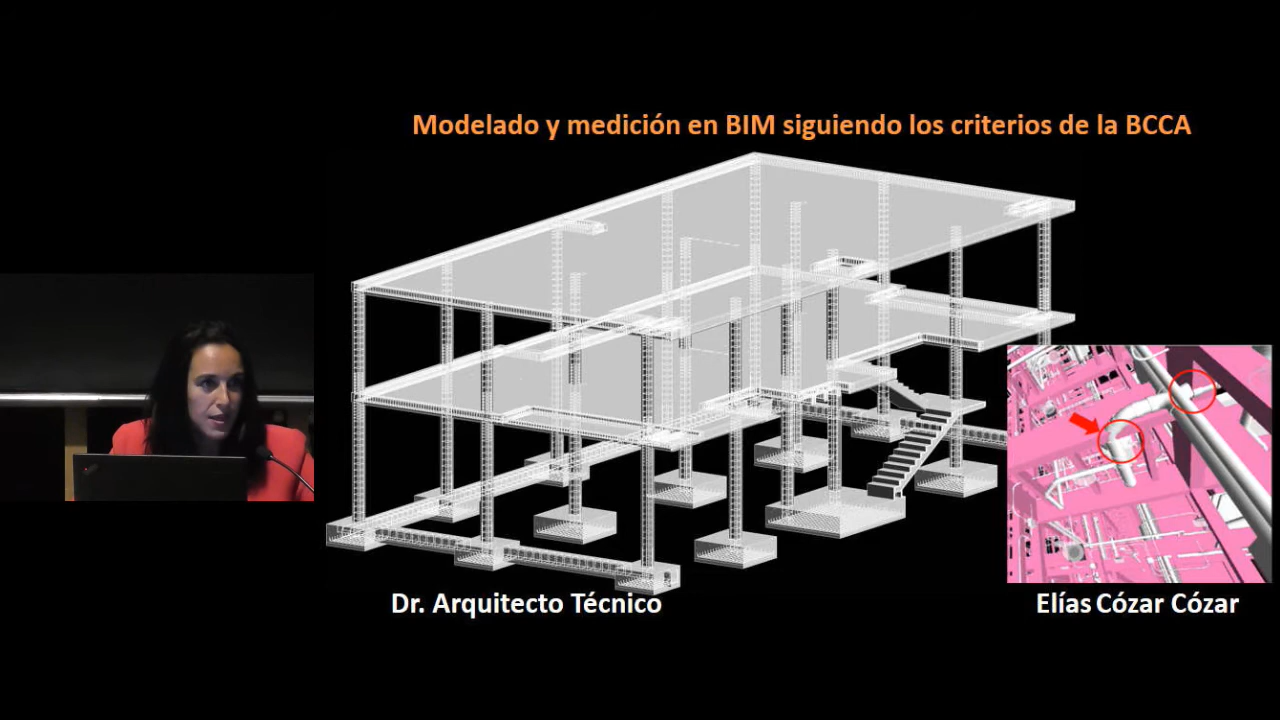 Modelado y medición en BIM siguiendo los criterios de la BCCA
Dr. Arquitecto Técnico
Elías Cózar Cózar